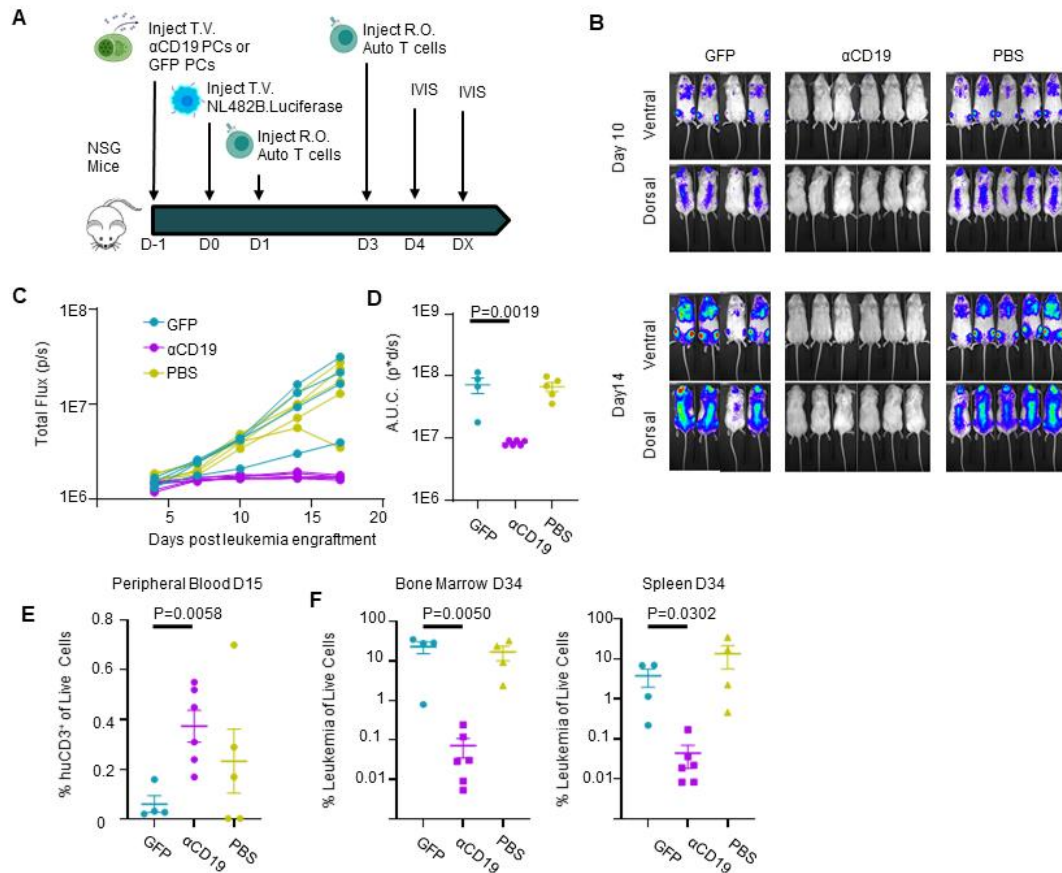 A
Inject T.V.
αCD19 PCs or
GFP PCs
Inject T.V.
NL482B.Luciferase
Inject R.O.
Auto T cells
Inject R.O.
Auto T cells
IVIS
IVIS
NSG
Mice
D-1
D0
D1
D3
D4
DX
B
GFP
αCD19
PBS
Day 10
Ventral
Dorsal
Day14
Ventral
Dorsal
C
Total Flux (p/s)
1E8
1E7
1E6
GFP
αCD19
PBS
5
10
15
20
Days post leukemia engraftment
D
A.U.C. (p*d/s)
P=0.0019
1E9
1E8
1E7
1E6
GFP
αCD19
PBS
E
Peripheral Blood D15
P=0.0058
% huCD3⁺ of Live Cells
0.8
0.6
0.4
0.2
0
GFP
αCD19
PBS
F
Bone Marrow D34
P=0.0050
% Leukemia of Live Cells
100
10
1
0.1
0.01
GFP
αCD19
PBS
Spleen D34
P=0.0302
% Leukemia of Live Cells
100
10
1
0.1
0.01
GFP
αCD19
PBS